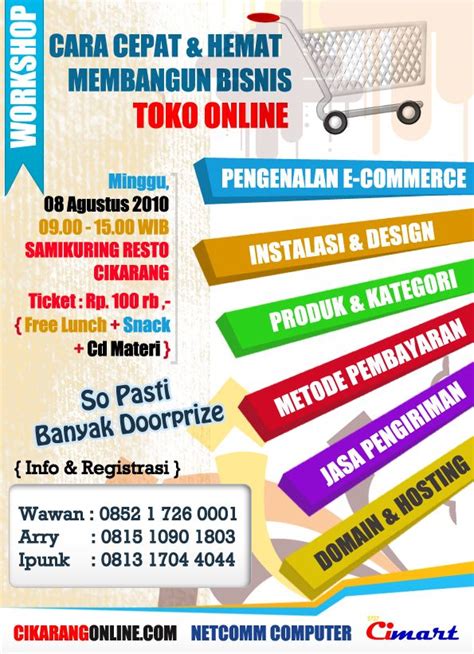 WORKSHOP
CARA CEPAT & HEMAT
MEMBANGUN BISNIS
TOKO ONLINE
Minggu,
08 Agustus 2010
09.00 - 15.00 WIB
SAMIKURING RESTO
CIKARANG
Ticket : Rp. 100 rb ,-
{ Free Lunch + Snack
+ Cd Materi }
So Pasti
Banyak Doorprize
PENGENALAN E-COMMERCE
INSTALASI & DESIGN
PRODUK & KATEGORI
METODE PEMBAYARAN
JASA PENGIRIMAN
DOMAIN & HOSTING
{ Info & Registrasi }
Wawan : 0852 1 726 0001
Arry : 0815 1090 1803
Ipunk : 0813 1704 4044
CIKARANGONLINE.COM NETCOMM COMPUTER Cimart